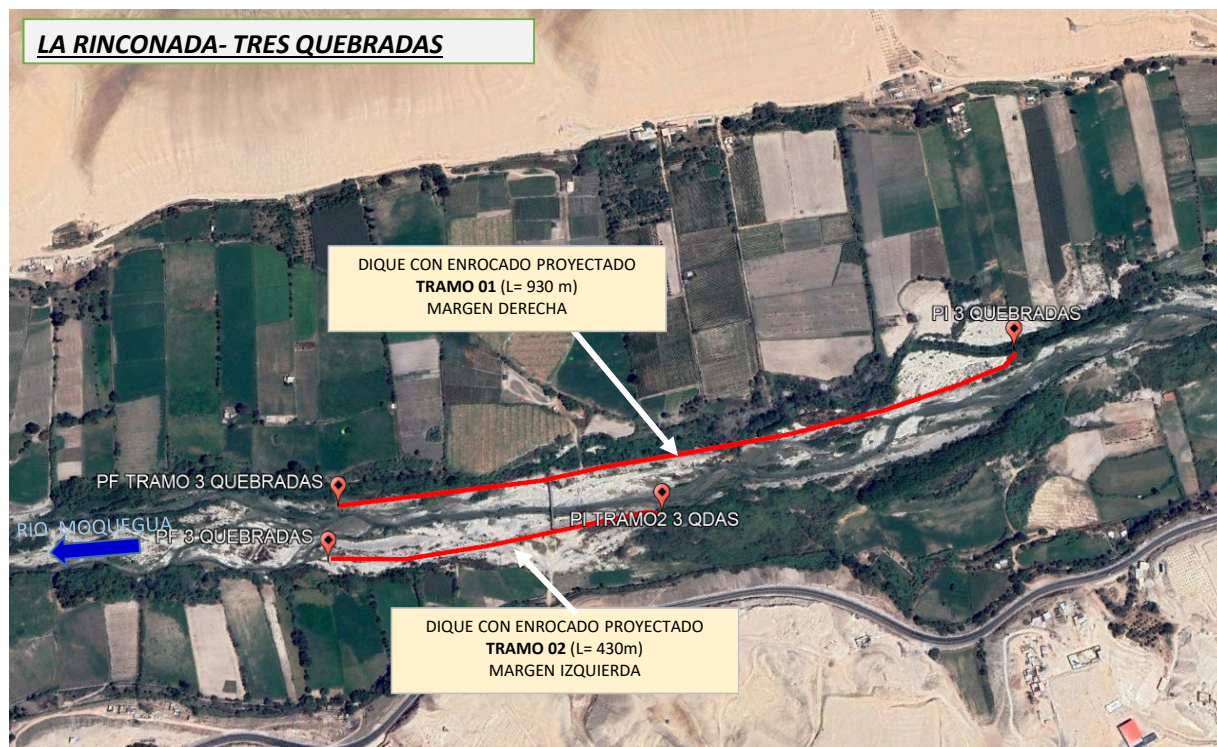 LA RINCONADA- TRES QUEBRADAS
DIQUE CON ENROCADO PROYECTADO
TRAMO 01 (L= 930 m)
MARGEN DERECHA
PI 3 QUEBRADAS
PF TRAMO 3 QUEBRADAS
PI TRAMO2 3 QDAS
RIO MOQUEGUA
PF 3 QUEBRADAS
DIQUE CON ENROCADO PROYECTADO
TRAMO 02 (L= 430m)
MARGEN IZQUIERDA